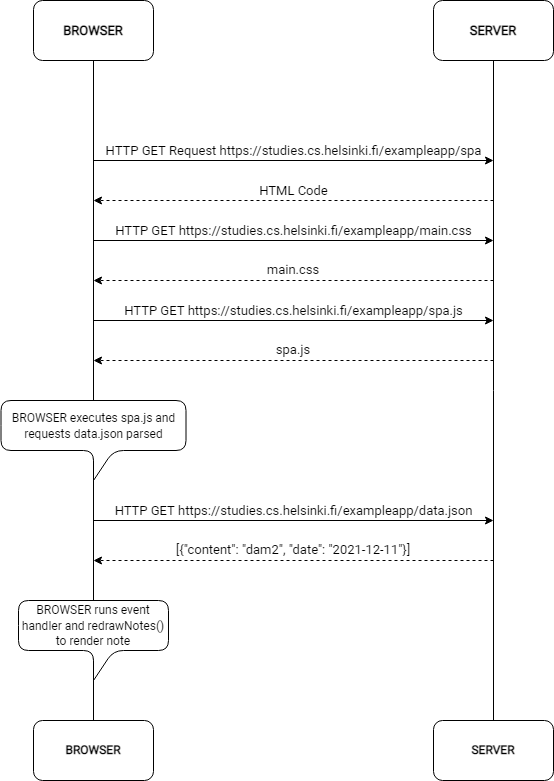 BROWSER
SERVER
HTTP GET Request https://studies.cs.helsinki.fi/exampleapp/spa
HTML Code
HTTP GET https://studies.cs.helsinki.fi/exampleapp/main.css
main.css
HTTP GET https://studies.cs.helsinki.fi/exampleapp/spa.js
spa.js
BROWSER executes spa.js and
requests data.json parsed
HTTP GET https://studies.cs.helsinki.fi/exampleapp/data.json
[{"content": "dam2", "date": "2021-12-11"}]
BROWSER runs event
handler and redrawNotes()
to render note
BROWSER
SERVER